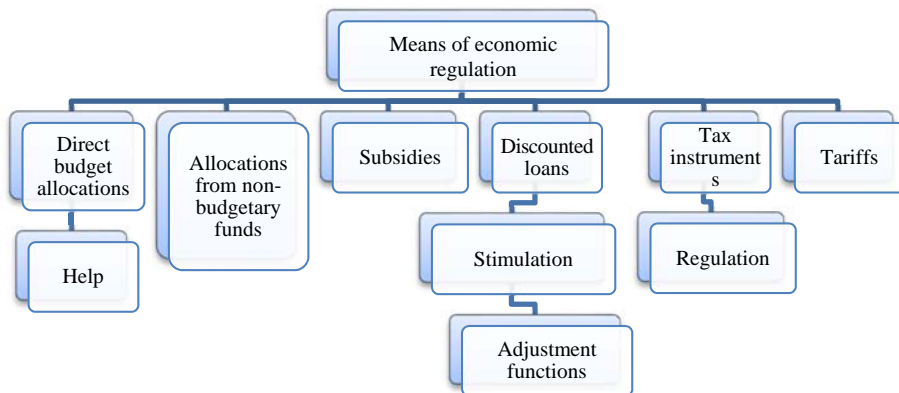 Means of economic
regulation
Direct
budget
allocations
Allocations
from non-
budgetary
funds
Subsidies
Discounted
loans
Tax
instrument
s
Tariffs
Help
Stimulation
Regulation
Adjustment
functions